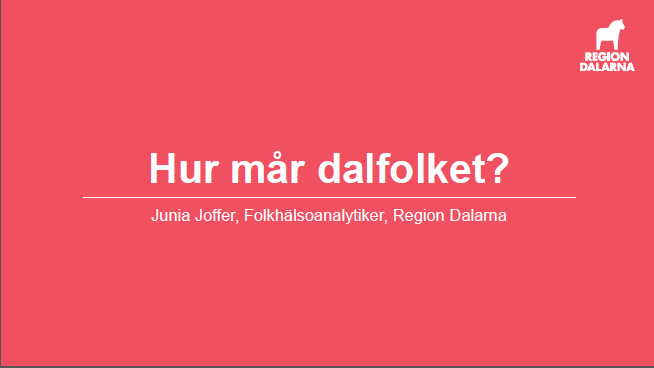 REGION
DALARNA
Hur mår dalfolket?
Junia Joffer, Folkhälsoanalytiker, Region Dalarna